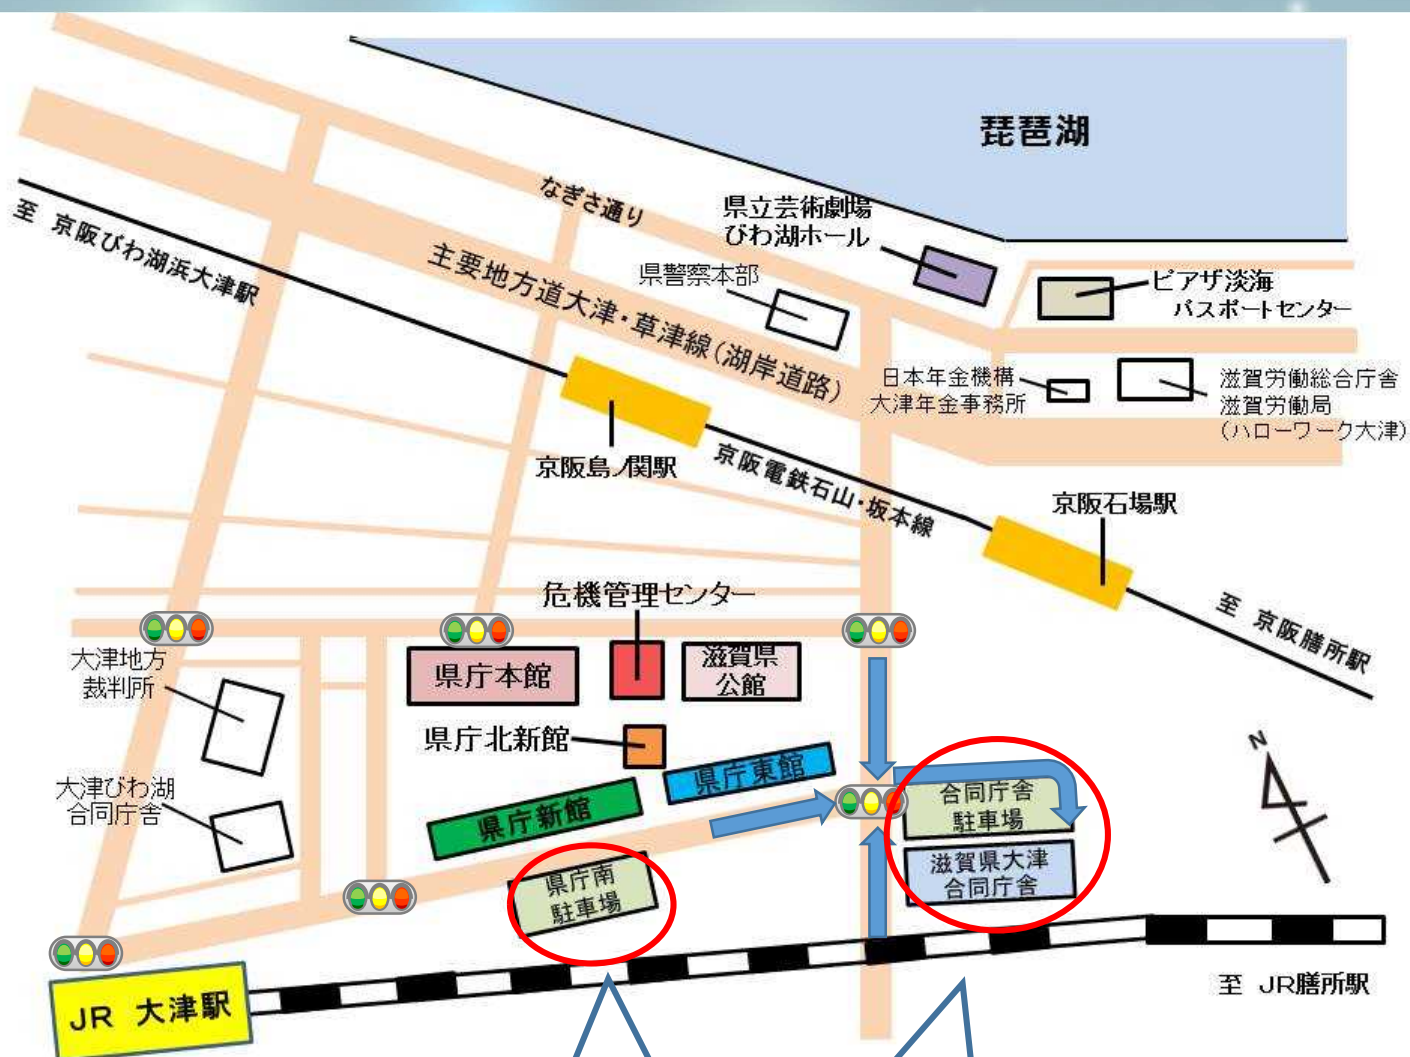 琵琶湖
なぎさ通り
県立芸術劇場
びわ湖ホール
至 京阪びわ湖浜大津駅
主要地方道大津・草津線(湖岸道路)
県警察本部
ピアザ淡海
パスポートセンター
日本年金機構
大津年金事務所
滋賀労働総合庁舎
滋賀労働局
(ハローワーク大津)
京阪島ノ関駅
京阪電鉄石山・坂本線
京阪石場駅
危機管理センター
至 京阪膳所駅
大津地方
裁判所
県庁本館
滋賀県
公館
県庁北新館
N
県庁東館
大津びわ湖
合同庁舎
県庁新館
合同庁舎
駐車場
滋賀県大津
合同庁舎
県庁南
駐車場
JR 大津駅
至 JR膳所駅